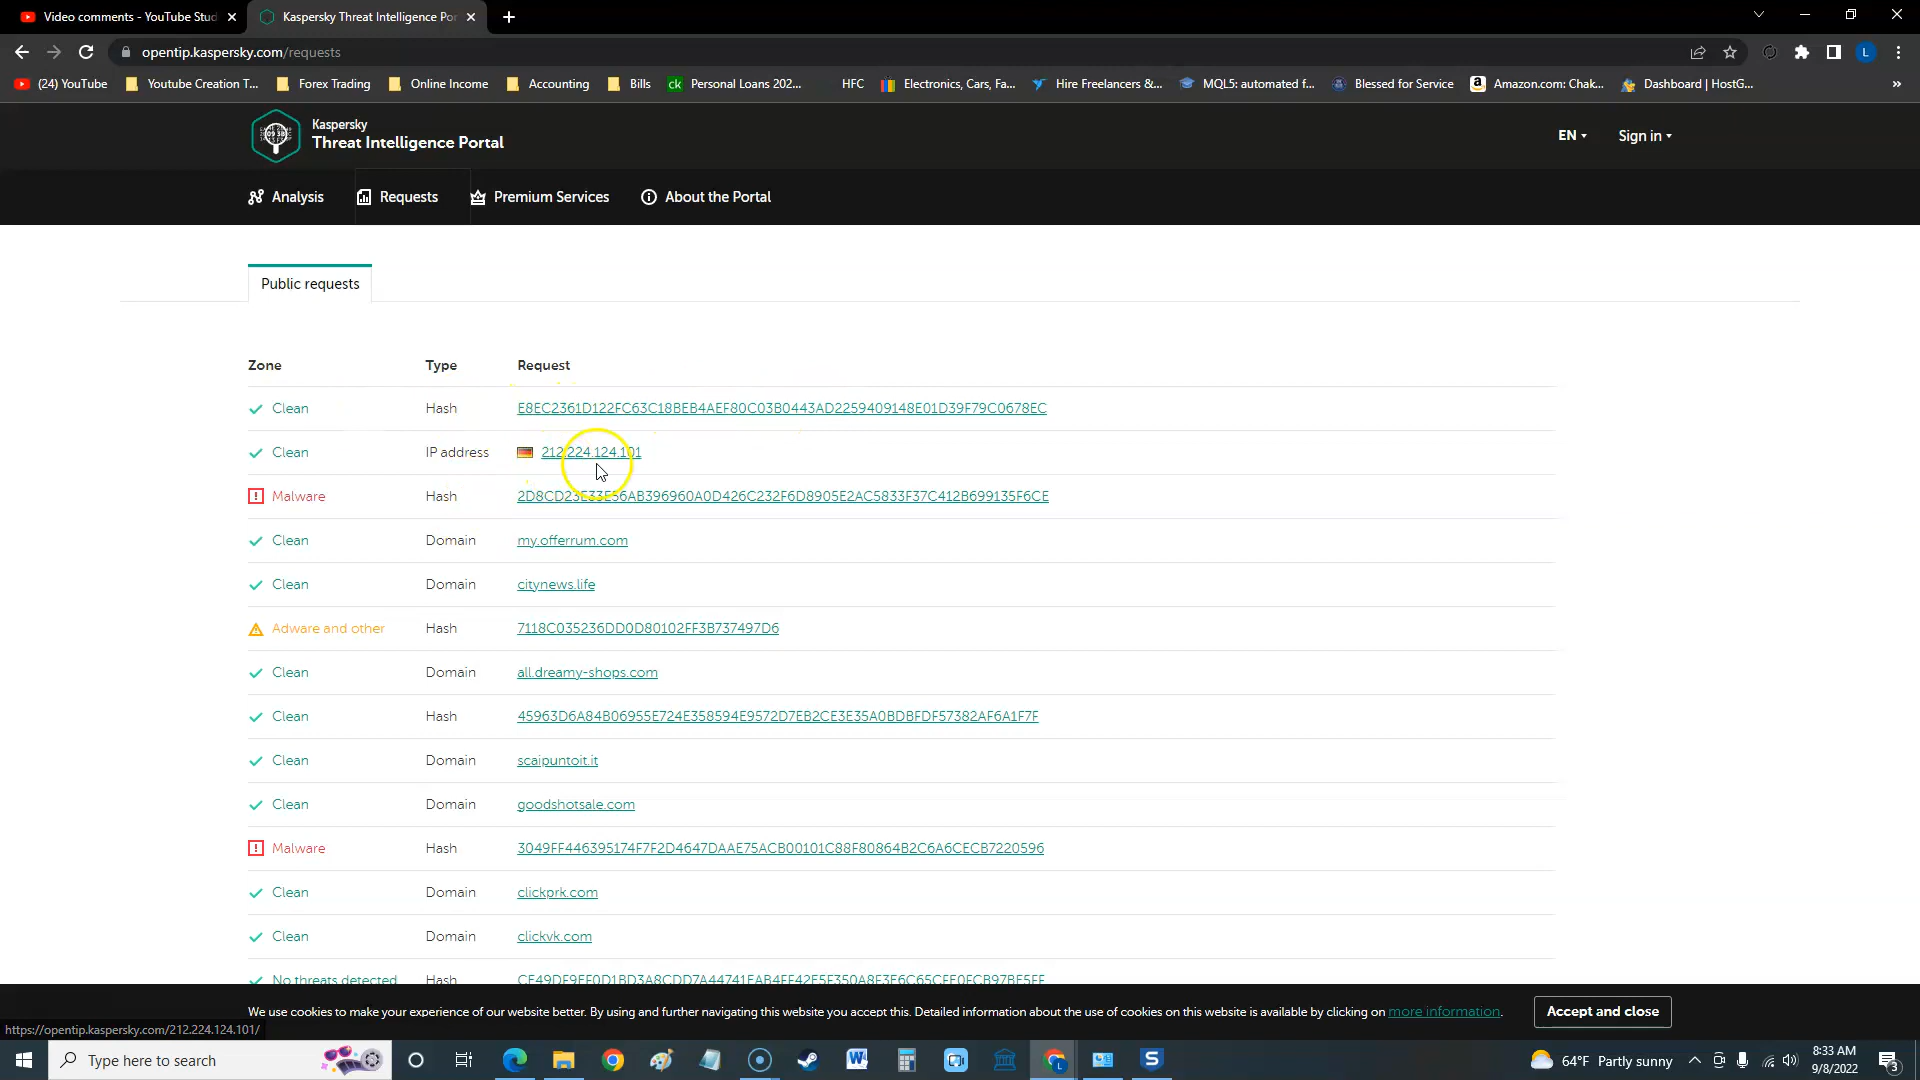 Video comments - YouTube Stud
Kaspersky Threat Intelligence Por
opentip.kaspersky.com/requests
L
(24) YouTube
Youtube Creation T...
Forex Trading
Online Income
Accounting
Bills
ck Personal Loans 202...
HFC
Electronics, Cars, Fa...
Hire Freelancers &...
MQL5: automated f...
Blessed for Service
Amazon.com: Chak...
Dashboard | HostG...
»
Kaspersky
Threat Intelligence Portal
EN
Sign in
Analysis
Requests
Premium Services
About the Portal
Public requests
Zone Type Request
Clean Hash E8EC2361D122FC63C18BEB4AEF80C03B0443AD2259409148E01D39F79C0678EC
Clean IP address 212.224.124.101
Malware Hash 2D8CD23E33E56AB396960A0D426C232F6D8905E2AC5833F37C412B699135F6CE
Clean Domain my.offerrum.com
Clean Domain citynews.life
Adware and other Hash 7118C035236DD0D80102FF3B737497D6
Clean Domain all.dreamy-shops.com
Clean Hash 45963D6A84B06955E724E358594E9572D7EB2CE3E35A0BDBFDF57382AF6A1F7F
Clean Domain scaipuntoit.it
Clean Domain goodshotsale.com
Malware Hash 3049FF446395174F7F2D4647DAAE75ACB00101C88F80864B2C6A6CECB7220596
Clean Domain clickprk.com
Clean Domain clickvk.com
No threats detected Hash
We use cookies to make your experience of our website better. By using and further navigating this website you accept this. Detailed information about the use of cookies on this website is available by clicking on more information.
Accept and close
https://opentip.kaspersky.com/212.224.124.101/
Type here to search
64°F Partly sunny
8:33 AM
9/8/2022
3